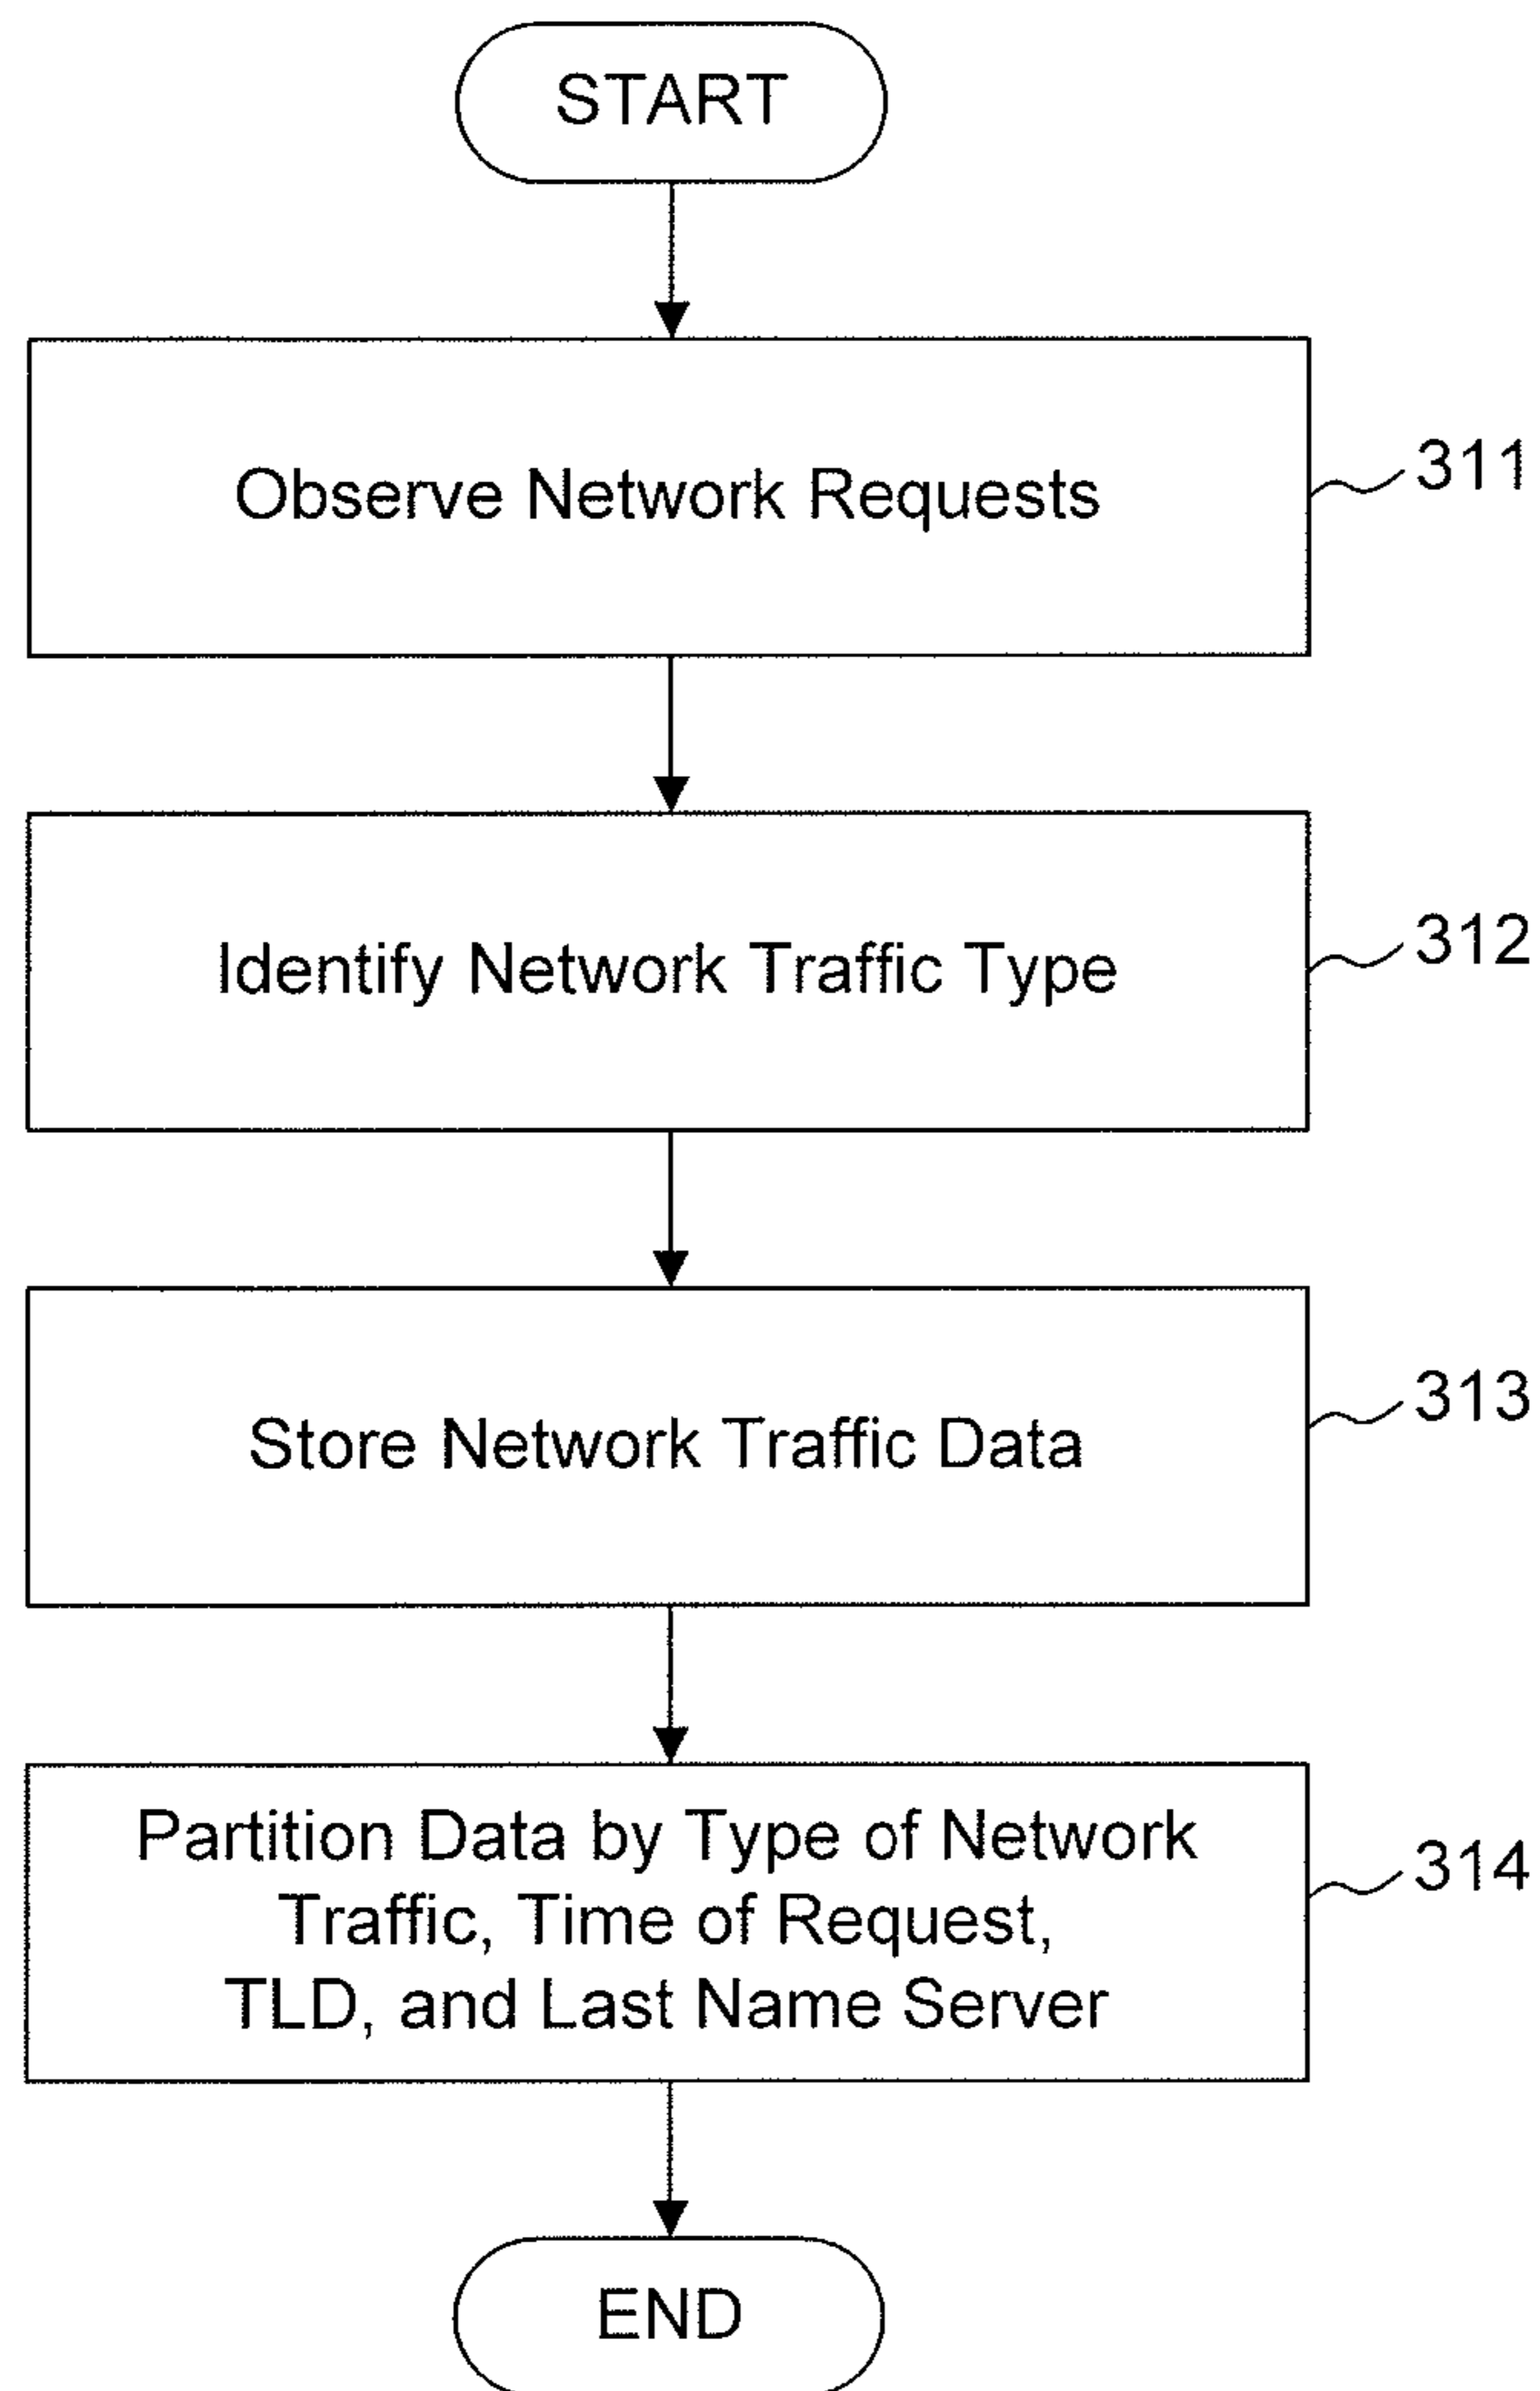 START
Observe Network Requests
311
Identify Network Traffic Type
312
Store Network Traffic Data
313
Partition Data by Type of Network
Traffic, Time of Request,
TLD, and Last Name Server
314
END